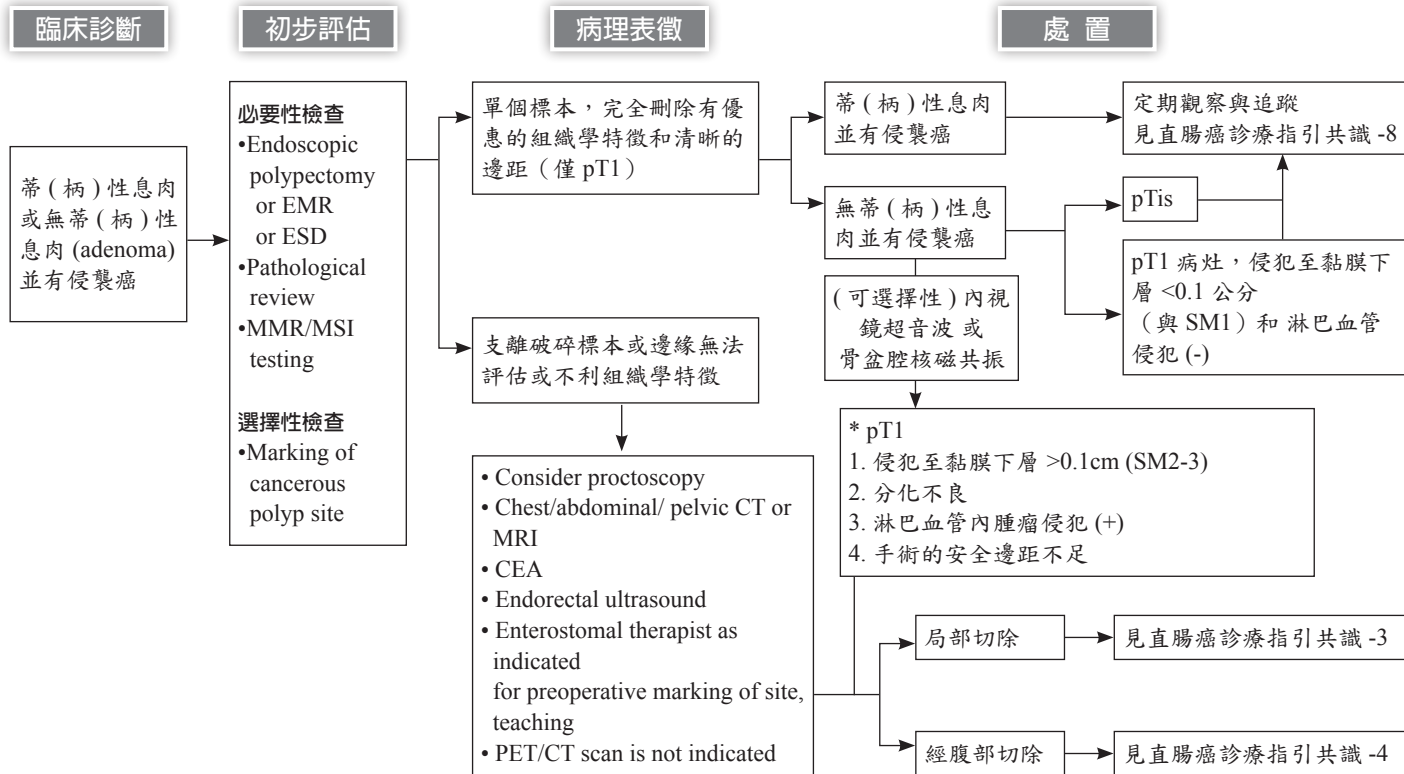 臨床診斷
初步評估
病理表徵
處 置
蒂 ( 柄 ) 性息肉
或無蒂 ( 柄 ) 性
息肉 (adenoma)
並有侵襲癌
必要性檢查
•Endoscopic
polypectomy
or EMR
or ESD
•Pathological
review
•MMR/MSI
testing
選擇性檢查
•Marking of
cancerous
polyp site
單個標本，完全刪除有優
惠的組織學特徵和清晰的
邊距（僅 pT1）
支離破碎標本或邊緣無法
評估或不利組織學特徵
• Consider proctoscopy
• Chest/abdominal/ pelvic CT or
MRI
• CEA
• Endorectal ultrasound
• Enterostomal therapist as
indicated
for preoperative marking of site,
teaching
• PET/CT scan is not indicated
蒂 ( 柄 ) 性息肉
並有侵襲癌
無蒂 ( 柄 ) 性息
肉並有侵襲癌
( 可選擇性 ) 內視
鏡超音波 或
骨盆腔核磁共振
定期觀察與追蹤
見直腸癌診療指引共識 -8
pTis
pT1 病灶，侵犯至黏膜下
層 <0.1 公分
（與 SM1）和 淋巴血管
侵犯 (-)
* pT1
1. 侵犯至黏膜下層 >0.1cm (SM2-3)
2. 分化不良
3. 淋巴血管內腫瘤侵犯 (+)
4. 手術的安全邊距不足
局部切除
見直腸癌診療指引共識 -3
經腹部切除
見直腸癌診療指引共識 -4